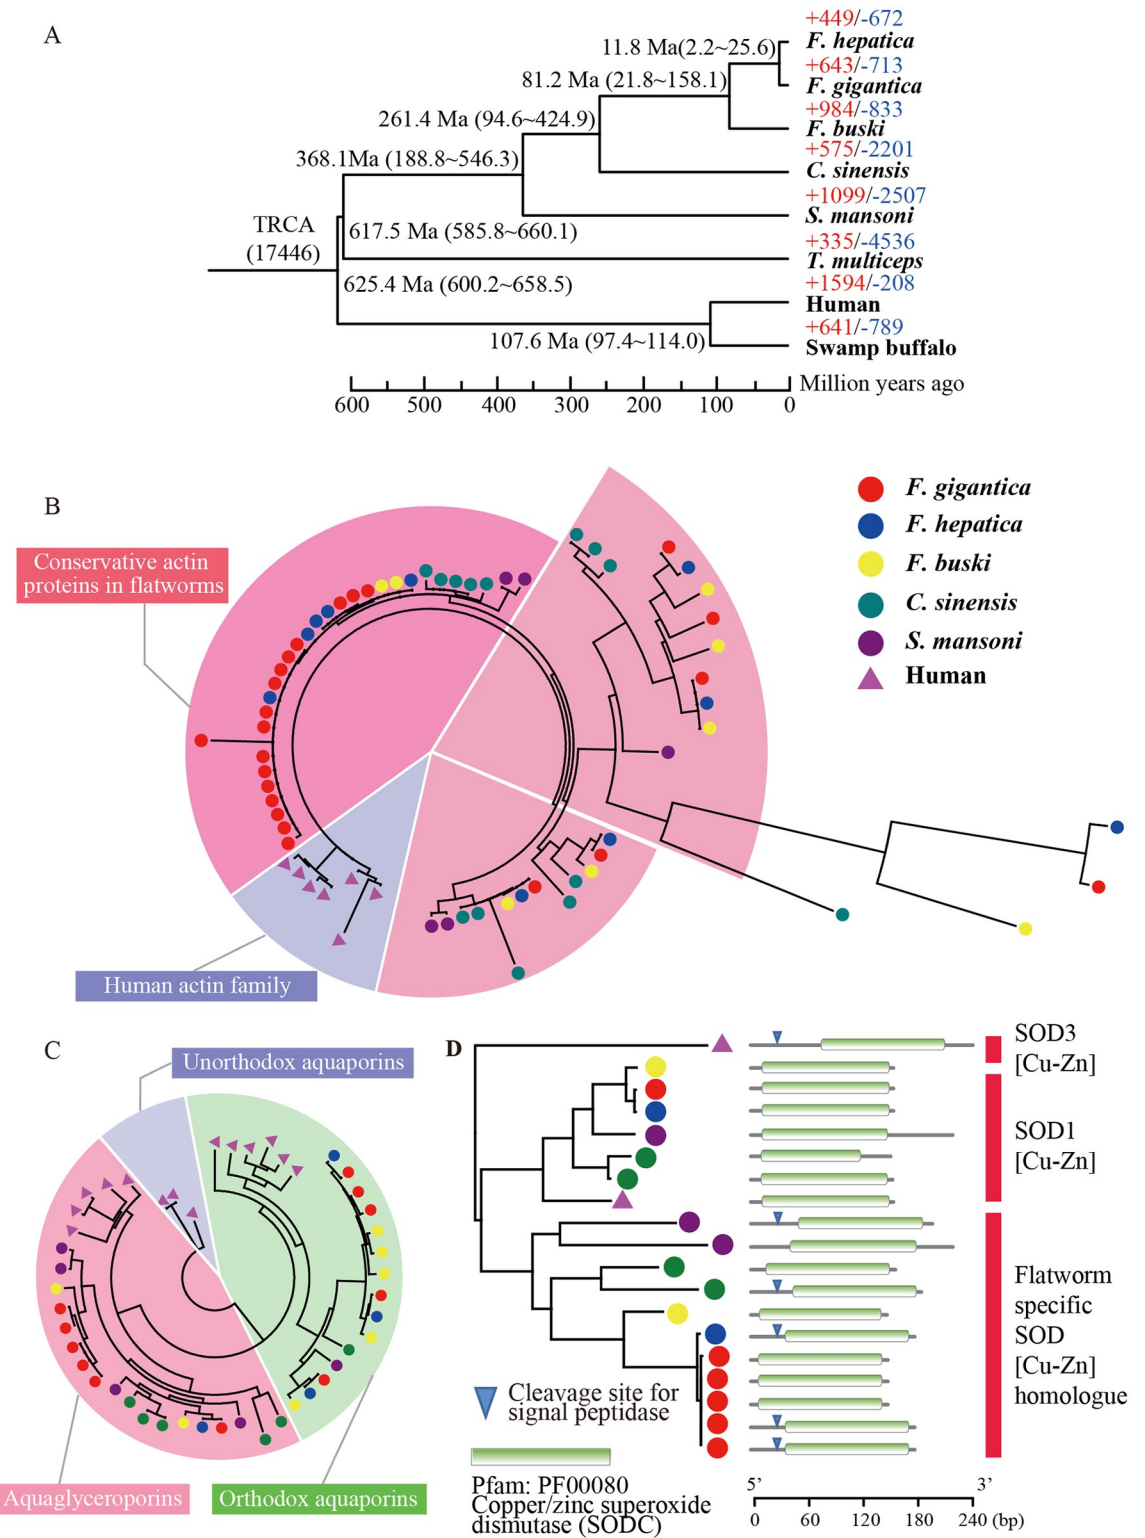 A
+449/-672
F. hepatica
11.8 Ma(2.2~25.6)
+643/-713
F. gigantica
81.2 Ma (21.8~158.1)
+984/-833
F. buski
261.4 Ma (94.6~424.9)
+575/-2201
C. sinensis
368.1Ma (188.8~546.3)
+1099/-2507
S. mansoni
TRCA
(17446)
617.5 Ma (585.8~660.1)
+335/-4536
T. multiceps
625.4 Ma (600.2~658.5)
+1594/-208
Human
+641/-789
107.6 Ma (97.4~114.0)
Swamp buffalo
Million years ago
600 500 400 300 200 100 0
B
Conservative actin
proteins in flatworms
F. gigantica
F. hepatica
F. buski
C. sinensis
S. mansoni
Human
Human actin family
C
Unorthodox aquaporins
Aquaglyceroporins
Orthodox aquaporins
D
SOD3
[Cu-Zn]
SOD1
[Cu-Zn]
Flatworm
specific
SOD
[Cu-Zn]
homologue
Cleavage site for
signal peptidase
Pfam: PF00080
Copper/zinc superoxide
dismutase (SODC)
5’ 3’
0 60 120 180 240 (bp)